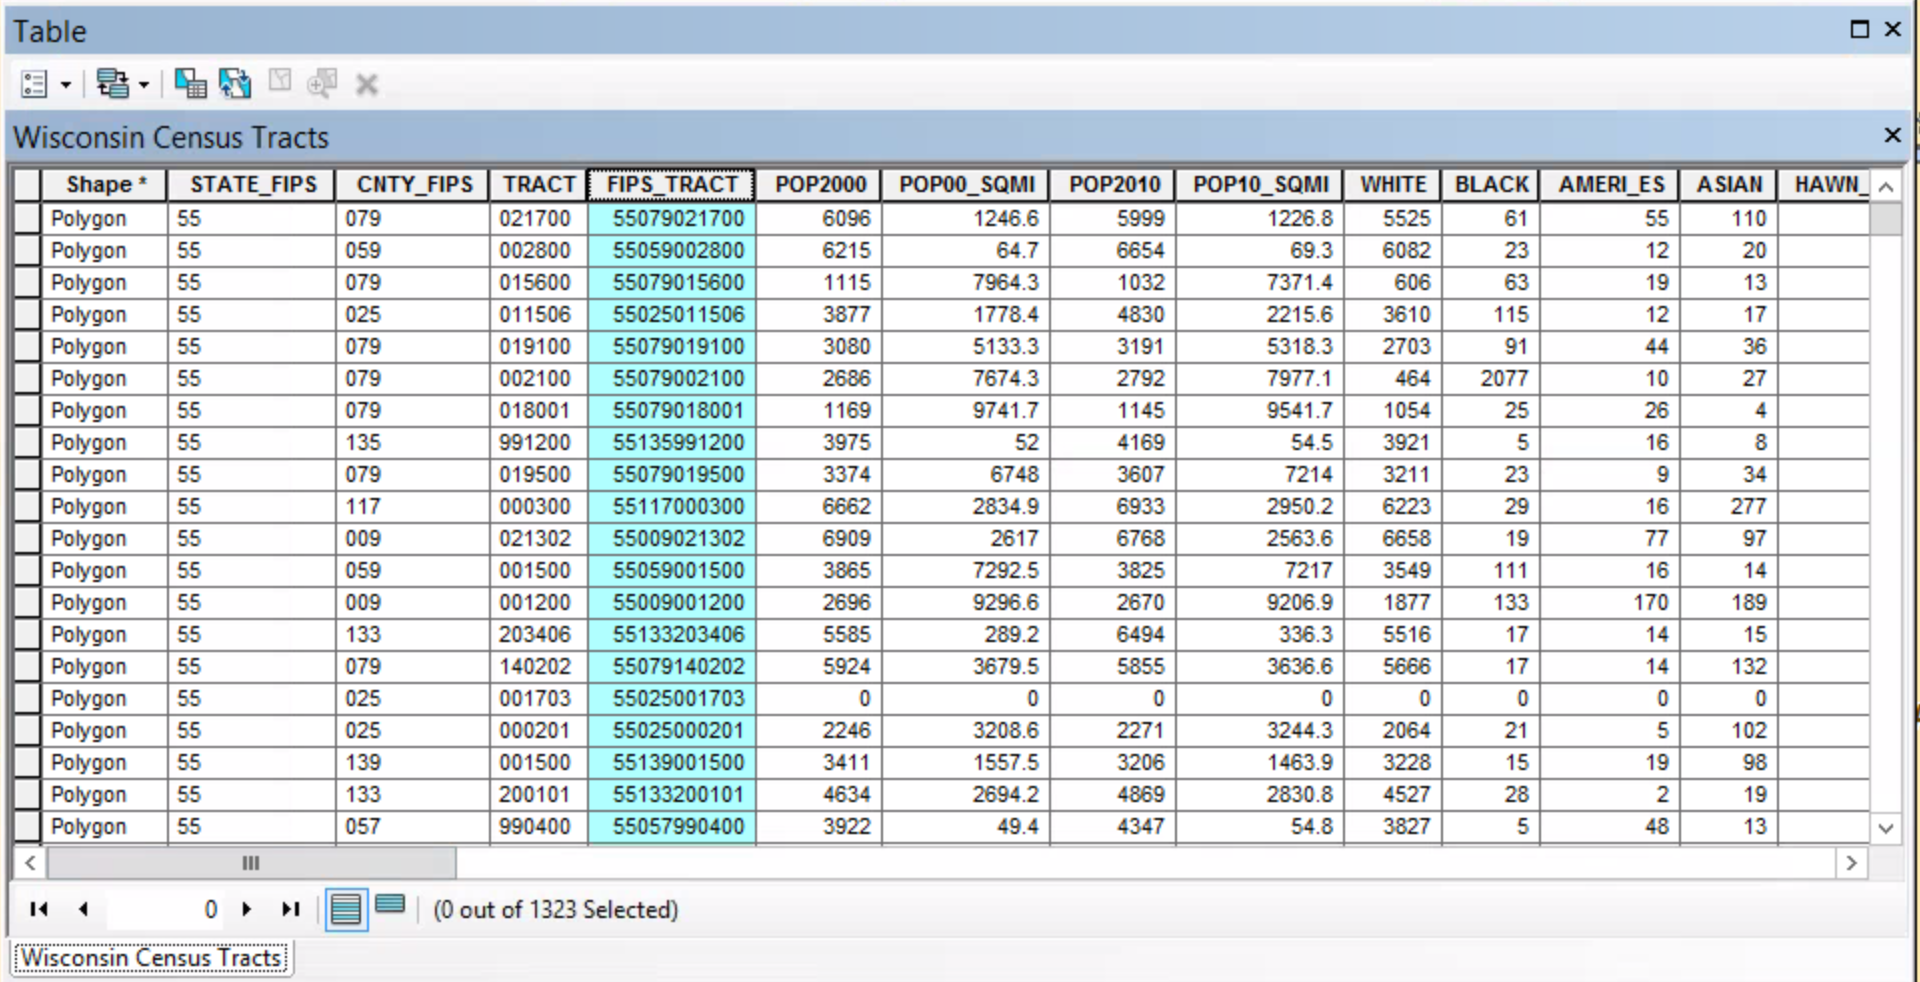 Table
Wisconsin Census Tracts
Shape * STATE_FIPS CNTY_FIPS TRACT FIPS_TRACT POP2000 POP00_SQMI POP2010 POP10_SQMI WHITE BLACK AMERI_ES ASIAN HAWN_
Polygon 55 079 021700 55079021700 6096 1246.6 5999 1226.8 5525 61 55 110
Polygon 55 059 002800 55059002800 6215 64.7 6654 69.3 6082 23 12 20
Polygon 55 079 015600 55079015600 1115 7964.3 1032 7371.4 606 63 19 13
Polygon 55 025 011506 55025011506 3877 1778.4 4830 2215.6 3610 115 12 17
Polygon 55 079 019100 55079019100 3080 5133.3 3191 5318.3 2703 91 44 36
Polygon 55 079 002100 55079002100 2686 7674.3 2792 7977.1 464 2077 10 27
Polygon 55 079 018001 55079018001 1169 9741.7 1145 9541.7 1054 25 26 4
Polygon 55 135 991200 55135991200 3975 52 4169 54.5 3921 5 16 8
Polygon 55 079 019500 55079019500 3374 6748 3607 7214 3211 23 9 34
Polygon 55 117 000300 55117000300 6662 2834.9 6933 2950.2 6223 29 16 277
Polygon 55 009 021302 55009021302 6909 2617 6768 2563.6 6658 19 77 97
Polygon 55 059 001500 55059001500 3865 7292.5 3825 7217 3549 111 16 14
Polygon 55 009 001200 55009001200 2696 9296.6 2670 9206.9 1877 133 170 189
Polygon 55 133 203406 55133203406 5585 289.2 6494 336.3 5516 17 14 15
Polygon 55 079 140202 55079140202 5924 3679.5 5855 3636.6 5666 17 14 132
Polygon 55 025 001703 55025001703 0 0 0 0 0 0 0 0
Polygon 55 025 000201 55025000201 2246 3208.6 2271 3244.3 2064 21 5 102
Polygon 55 139 001500 55139001500 3411 1557.5 3206 1463.9 3228 15 19 98
Polygon 55 133 200101 55133200101 4634 2694.2 4869 2830.8 4527 28 2 19
Polygon 55 057 990400 55057990400 3922 49.4 4347 54.8 3827 5 48 13
0 (0 out of 1323 Selected)
Wisconsin Census Tracts